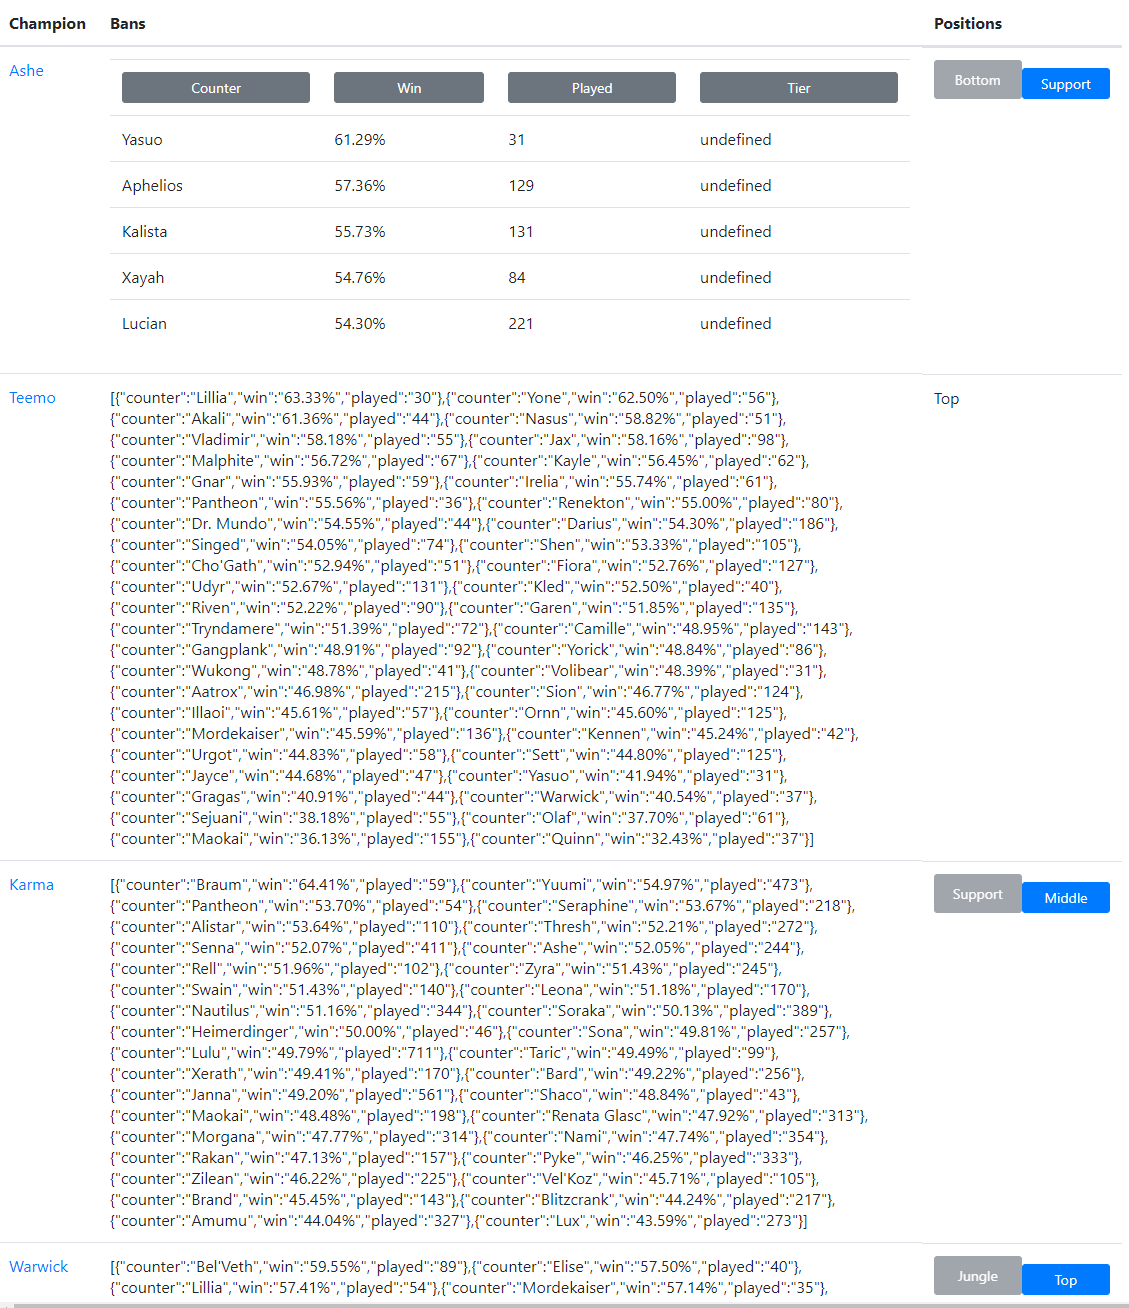 Champion Bans Positions
Ashe Counter Win Played Tier Bottom Support
Yasuo 61.29% 31 undefined
Aphelios 57.36% 129 undefined
Kalista 55.73% 131 undefined
Xayah 54.76% 84 undefined
Lucian 54.30% 221 undefined
Teemo [{"counter":"Lillia","win":"63.33%","played":"30"},{"counter":"Yone","win":"62.50%","played":"56"}, Top
{"counter":"Akali","win":"61.36%","played":"44"},{"counter":"Nasus","win":"58.82%","played":"51"},
{"counter":"Vladimir","win":"58.18%","played":"55"},{"counter":"Jax","win":"58.16%","played":"98"},
{"counter":"Malphite","win":"56.72%","played":"67"},{"counter":"Kayle","win":"56.45%","played":"62"},
{"counter":"Gnar","win":"55.93%","played":"59"},{"counter":"Irelia","win":"55.74%","played":"61"},
{"counter":"Pantheon","win":"55.56%","played":"36"},{"counter":"Renekton","win":"55.00%","played":"80"},
{"counter":"Dr. Mundo","win":"54.55%","played":"44"},{"counter":"Darius","win":"54.30%","played":"186"},
{"counter":"Singed","win":"54.05%","played":"74"},{"counter":"Shen","win":"53.33%","played":"105"},
{"counter":"Cho'Gath","win":"52.94%","played":"51"},{"counter":"Fiora","win":"52.76%","played":"127"},
{"counter":"Udyr","win":"52.67%","played":"131"},{"counter":"Kled","win":"52.50%","played":"40"},
{"counter":"Riven","win":"52.22%","played":"90"},{"counter":"Garen","win":"51.85%","played":"135"},
{"counter":"Tryndamere","win":"51.39%","played":"72"},{"counter":"Camille","win":"48.95%","played":"143"},
{"counter":"Gangplank","win":"48.91%","played":"92"},{"counter":"Yorick","win":"48.84%","played":"86"},
{"counter":"Wukong","win":"48.78%","played":"41"},{"counter":"Volibear","win":"48.39%","played":"31"},
{"counter":"Aatrox","win":"46.98%","played":"215"},{"counter":"Sion","win":"46.77%","played":"124"},
{"counter":"Illaoi","win":"45.61%","played":"57"},{"counter":"Ornn","win":"45.60%","played":"125"},
{"counter":"Mordekaiser","win":"45.59%","played":"136"},{"counter":"Kennen","win":"45.24%","played":"42"},
{"counter":"Urgot","win":"44.83%","played":"58"},{"counter":"Sett","win":"44.80%","played":"125"},
{"counter":"Jayce","win":"44.68%","played":"47"},{"counter":"Yasuo","win":"41.94%","played":"31"},
{"counter":"Gragas","win":"40.91%","played":"44"},{"counter":"Warwick","win":"40.54%","played":"37"},
{"counter":"Sejuani","win":"38.18%","played":"55"},{"counter":"Olaf","win":"37.70%","played":"61"},
{"counter":"Maokai","win":"36.13%","played":"155"},{"counter":"Quinn","win":"32.43%","played":"37"}]
Karma [{"counter":"Braum","win":"64.41%","played":"59"},{"counter":"Yuumi","win":"54.97%","played":"473"}, Support Middle
{"counter":"Pantheon","win":"53.70%","played":"54"},{"counter":"Seraphine","win":"53.67%","played":"218"},
{"counter":"Alistar","win":"53.64%","played":"110"},{"counter":"Thresh","win":"52.21%","played":"272"},
{"counter":"Senna","win":"52.07%","played":"411"},{"counter":"Ashe","win":"52.05%","played":"244"},
{"counter":"Rell","win":"51.96%","played":"102"},{"counter":"Zyra","win":"51.43%","played":"245"},
{"counter":"Swain","win":"51.43%","played":"140"},{"counter":"Leona","win":"51.18%","played":"170"},
{"counter":"Nautilus","win":"51.16%","played":"344"},{"counter":"Soraka","win":"50.13%","played":"389"},
{"counter":"Heimerdinger","win":"50.00%","played":"46"},{"counter":"Sona","win":"49.81%","played":"257"},
{"counter":"Lulu","win":"49.79%","played":"711"},{"counter":"Taric","win":"49.49%","played":"99"},
{"counter":"Xerath","win":"49.41%","played":"170"},{"counter":"Bard","win":"49.22%","played":"256"},
{"counter":"Janna","win":"49.20%","played":"561"},{"counter":"Shaco","win":"48.84%","played":"43"},
{"counter":"Maokai","win":"48.48%","played":"198"},{"counter":"Renata Glasc","win":"47.92%","played":"313"},
{"counter":"Morgana","win":"47.77%","played":"314"},{"counter":"Nami","win":"47.74%","played":"354"},
{"counter":"Rakan","win":"47.13%","played":"157"},{"counter":"Pyke","win":"46.25%","played":"333"},
{"counter":"Zilean","win":"46.22%","played":"225"},{"counter":"Vel'Koz","win":"45.71%","played":"105"},
{"counter":"Brand","win":"45.45%","played":"143"},{"counter":"Blitzcrank","win":"44.24%","played":"217"},
{"counter":"Amumu","win":"44.04%","played":"327"},{"counter":"Lux","win":"43.59%","played":"273"}]
Warwick [{"counter":"Bel'Veth","win":"59.55%","played":"89"},{"counter":"Elise","win":"57.50%","played":"40"}, Jungle Top
{"counter":"Lillia","win":"57.41%","played":"54"},{"counter":"Mordekaiser","win":"57.14%","played":"35"},